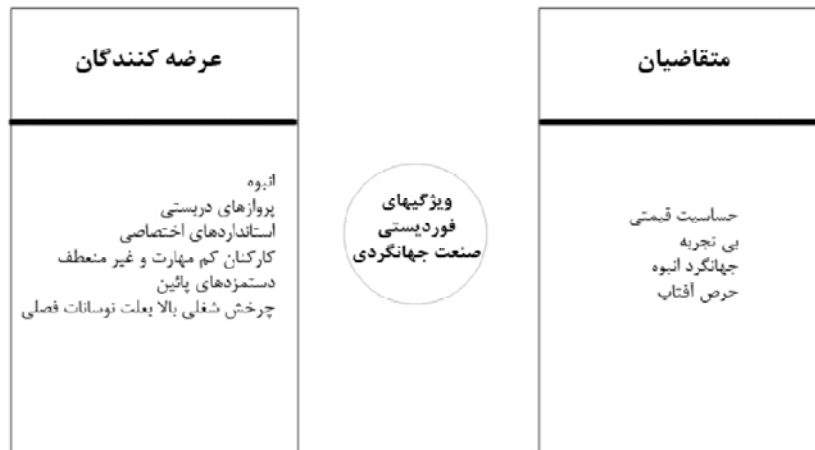 متقاضیان
حساسیت قیمتی
بی تجربه
جهانگرد انبوه
حرص آفتاب
ویژگیهای
فوردیستی
صنعت جهانگردی
عرضه کنندگان
انبوه
پروازهای دربستی
استانداردهای اختصاصی
کارکنان کم مهارت و غیر منعطف
دستمزدهای پائین
چرخش شغلی بالا بعلت نوسانات فصلی